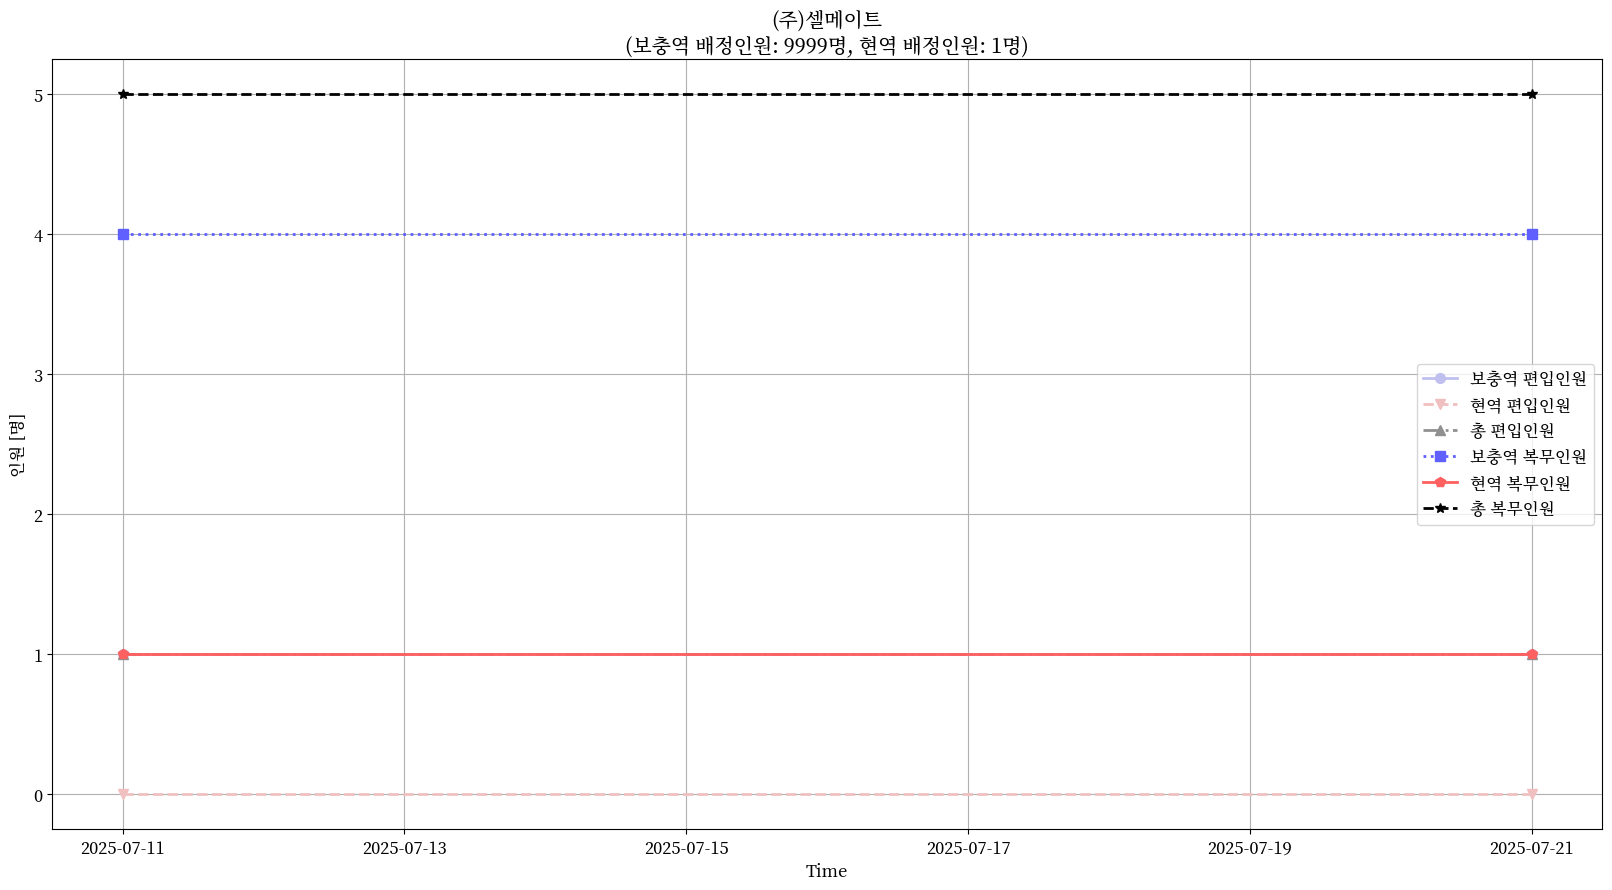 (주)셀메이트
(보충역 배정인원: 9999명, 현역 배정인원: 1명)
5
4
3
2
1
0
인원 [명]
보충역 편입인원
현역 편입인원
총 편입인원
보충역 복무인원
현역 복무인원
총 복무인원
2025-07-11 2025-07-13 2025-07-15 2025-07-17 2025-07-19 2025-07-21
Time